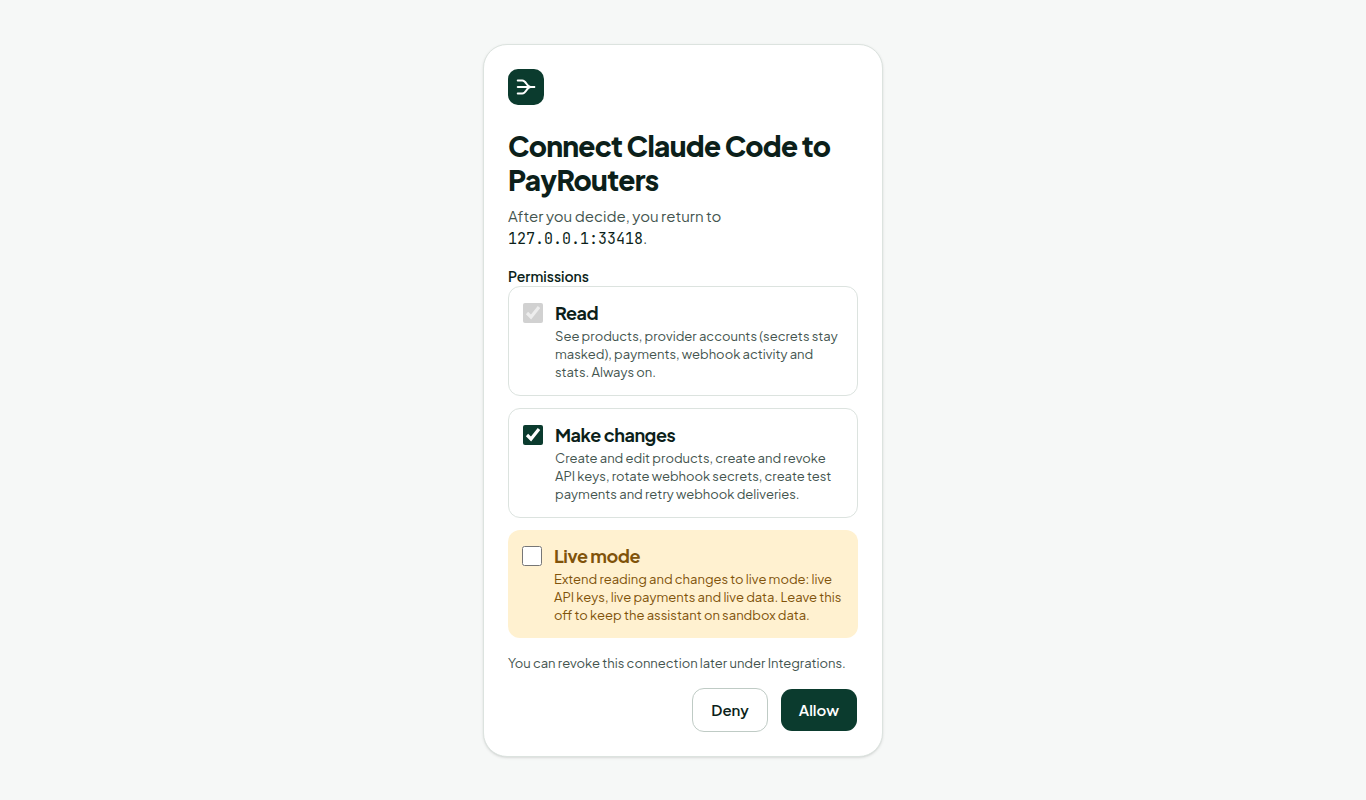 Connect Claude Code to
PayRouters
After you decide, you return to
127.0.0.1:33418.
Permissions
Read
See products, provider accounts (secrets stay
masked), payments, webhook activity and
stats. Always on.
Make changes
Create and edit products, create and revoke
API keys, rotate webhook secrets, create test
payments and retry webhook deliveries.
Live mode
Extend reading and changes to live mode: live
API keys, live payments and live data. Leave this
off to keep the assistant on sandbox data.
You can revoke this connection later under Integrations.
Deny
Allow